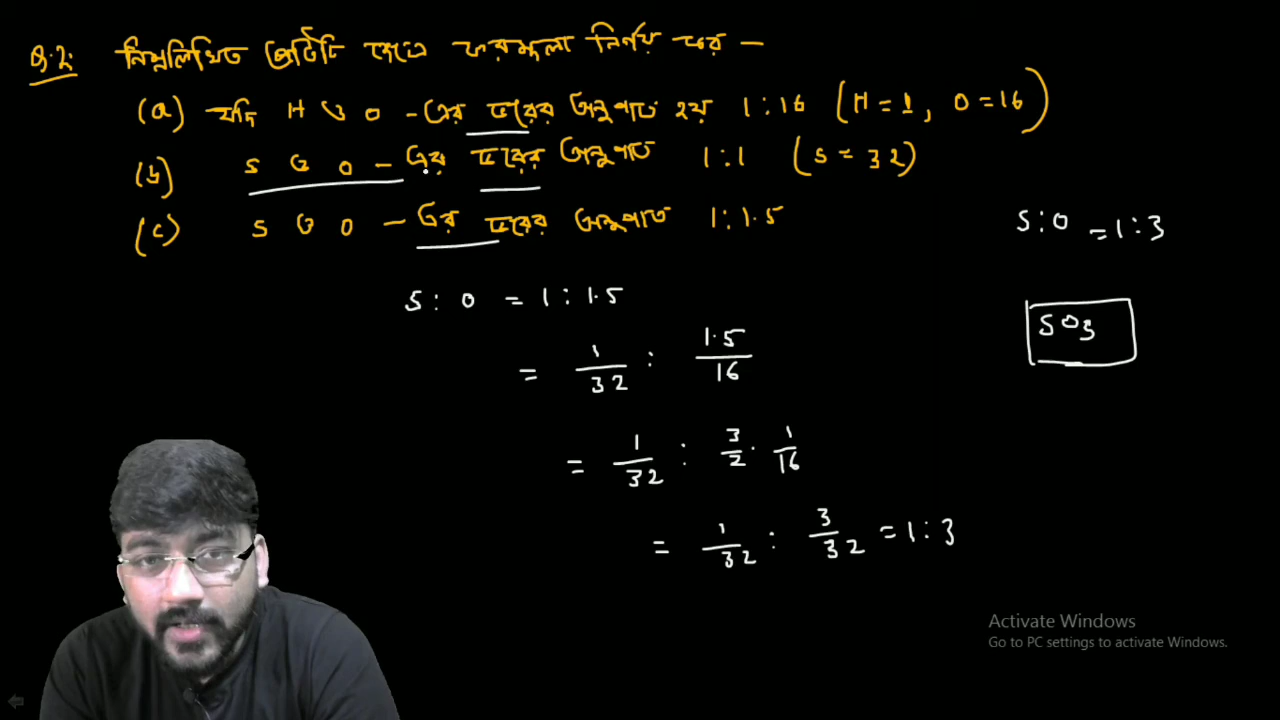 Q.2: নিম্নলিখিত প্রতিটি হতে ফরমুলা নির্ণয় কর —
(a) যদি H ও O -এর ভরের অনুপাত হয় 1:16 (H = 1, O = 16)
(b) S ও O - এর ভরের অনুপাত 1:1 (S = 32)
(c) S ও O - এর ভরের অনুপাত 1:1.5
S:O = 1:3
S: O = 1: 1.5
SO3
= 1/32 : 1.5/16
= 1/32 : 3/2 . 1/16
= 1/32 : 3/32 = 1:3
Activate Windows
Go to PC settings to activate Windows.